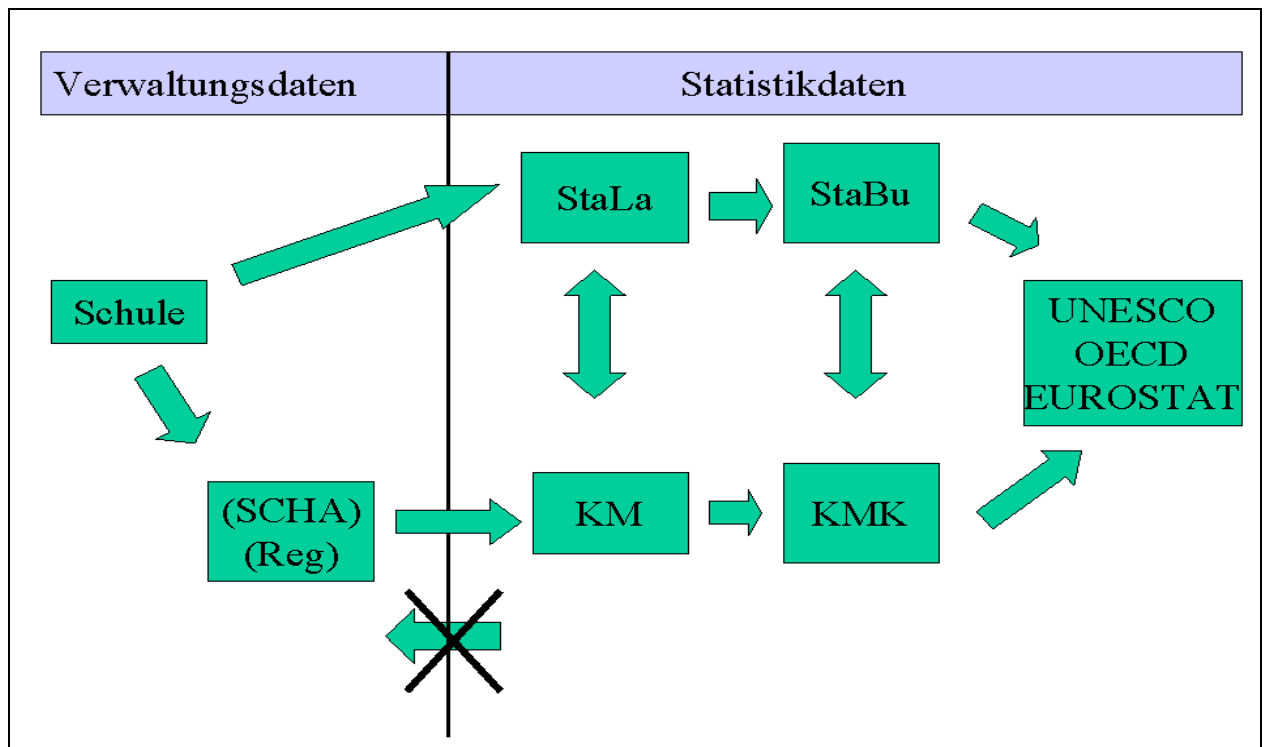 Verwaltungsdaten
Statistikdaten
StaLa
StaBu
Schule
UNESCO
OECD
EUROSTAT
(SCHA)
(Reg)
KM
KMK